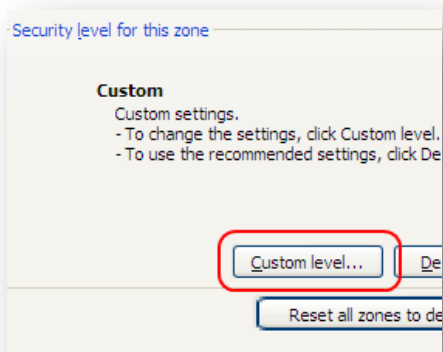 Security level for this zone
Custom
Custom settings.
- To change the settings, click Custom level.
- To use the recommended settings, click De
Custom level... De
Reset all zones to de